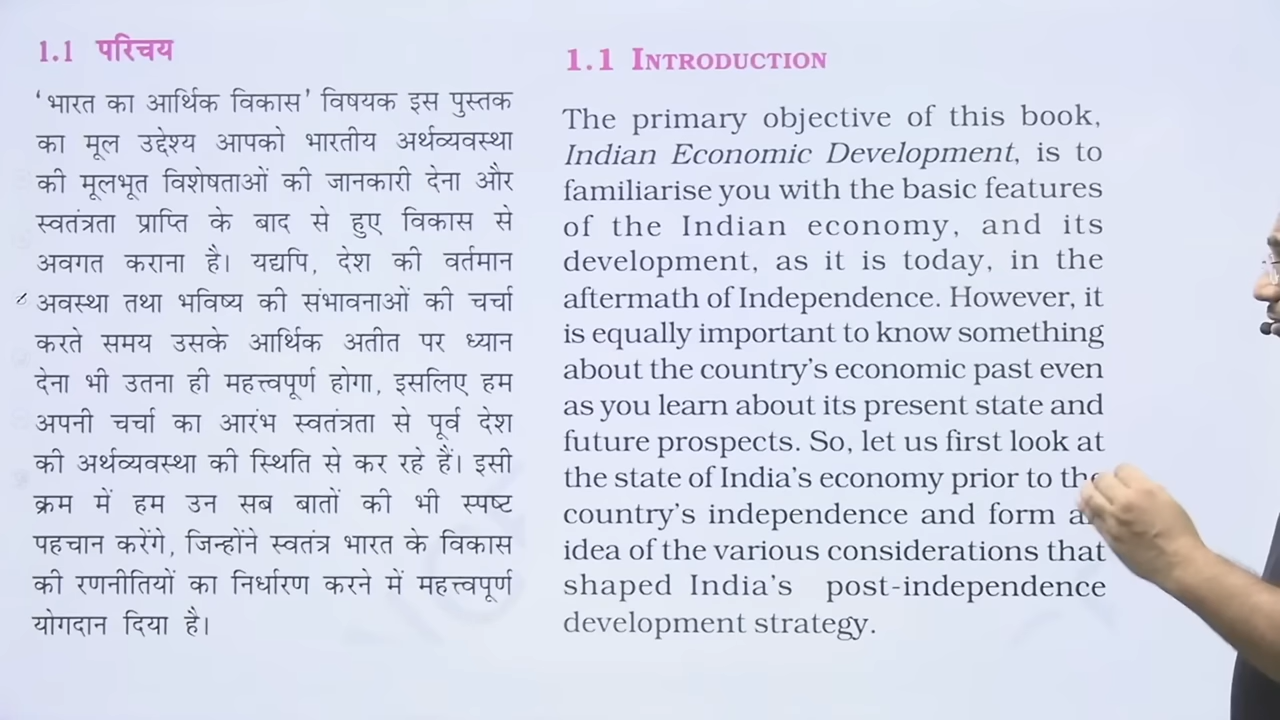 1.1 परिचय
'भारत का आर्थिक विकास' विषयक इस पुस्तक
का मूल उद्देश्य आपको भारतीय अर्थव्यवस्था
की मूलभूत विशेषताओं की जानकारी देना और
स्वतंत्रता प्राप्ति के बाद से हुए विकास से
अवगत कराना है। यद्यपि, देश की वर्तमान
अवस्था तथा भविष्य की संभावनाओं की चर्चा
करते समय उसके आर्थिक अतीत पर ध्यान
देना भी उतना ही महत्त्वपूर्ण होगा, इसलिए हम
अपनी चर्चा का आरंभ स्वतंत्रता से पूर्व देश
की अर्थव्यवस्था की स्थिति से कर रहे हैं। इसी
क्रम में हम उन सब बातों की भी स्पष्ट
पहचान करेंगे, जिन्होंने स्वतंत्र भारत के विकास
की रणनीतियों का निर्धारण करने में महत्त्वपूर्ण
योगदान दिया है।
1.1 INTRODUCTION
The primary objective of this book,
Indian Economic Development, is to
familiarise you with the basic features
of the Indian economy, and its
development, as it is today, in the
aftermath of Independence. However, it
is equally important to know something
about the country's economic past even
as you learn about its present state and
future prospects. So, let us first look at
the state of India's economy prior to the
country's independence and form
idea of the various considerations that
shaped India's post-independence
development strategy.